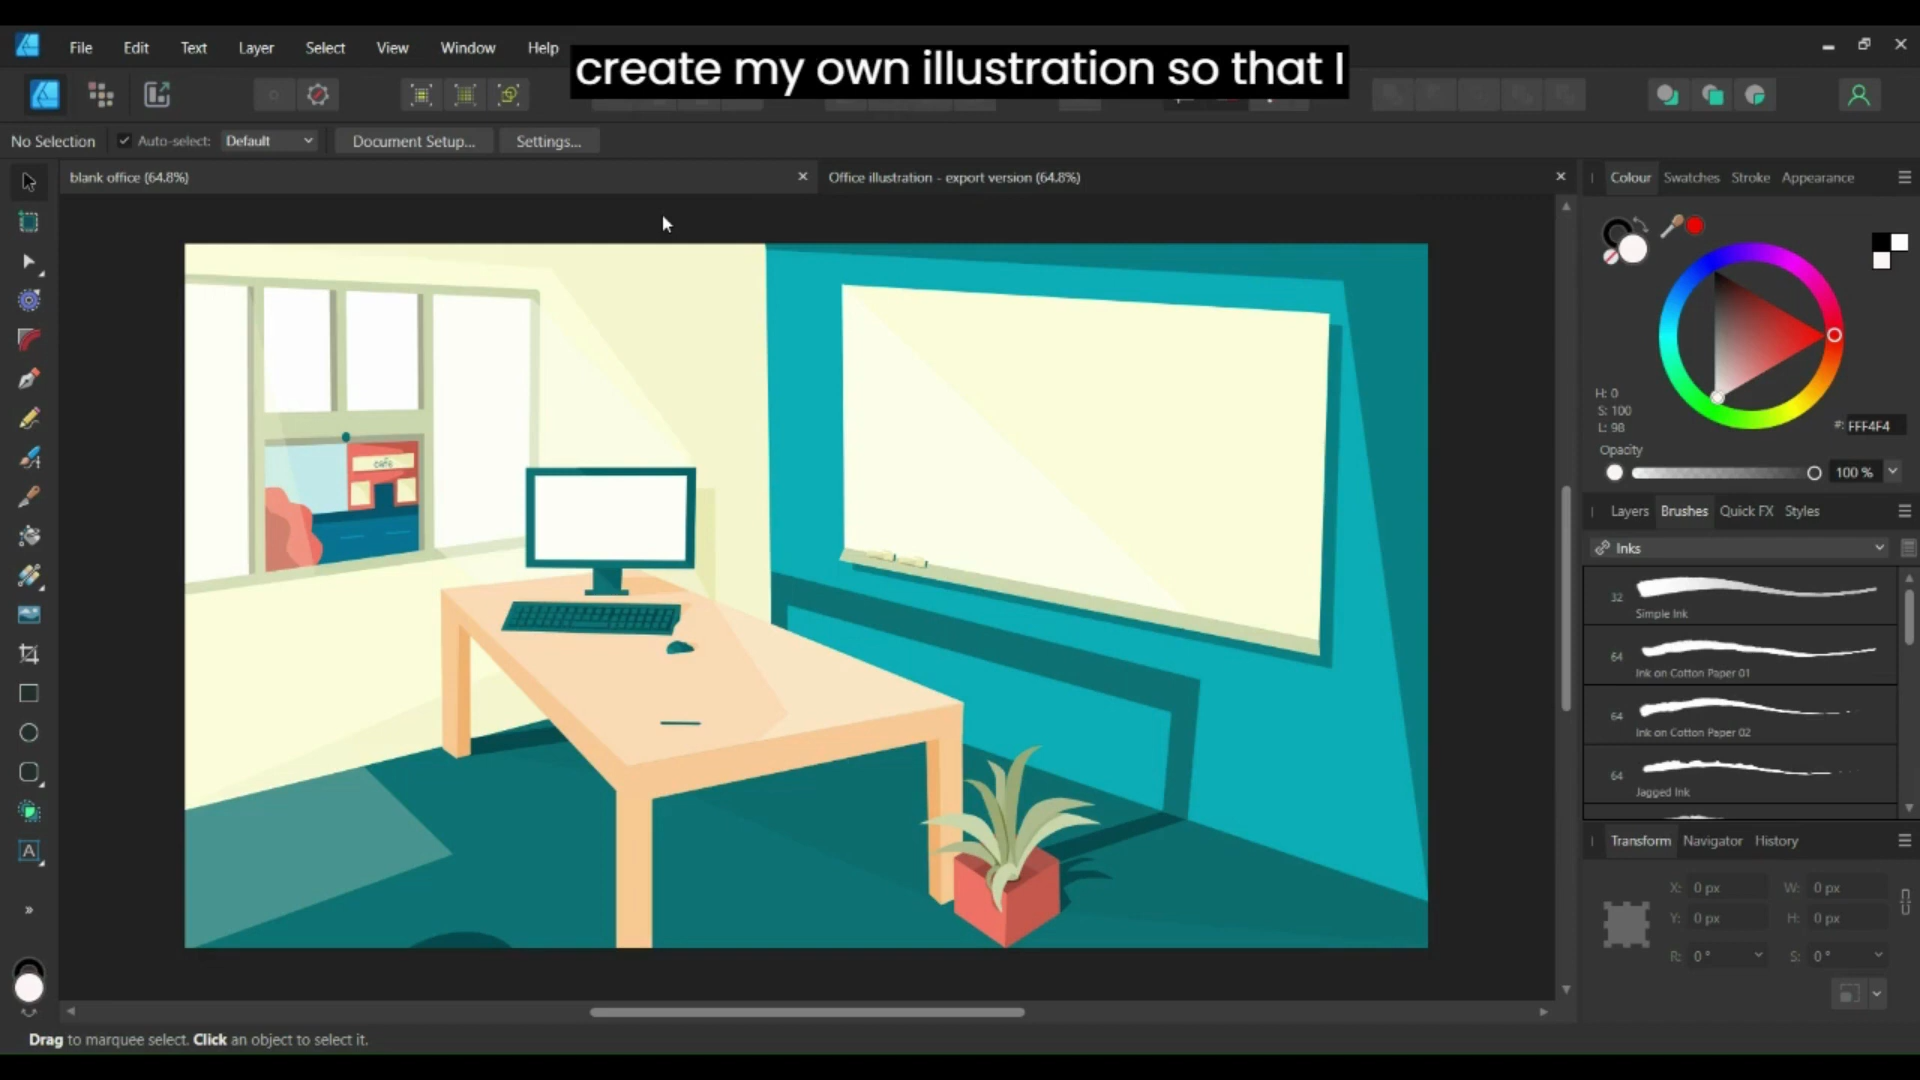 File Edit Text Layer Select View Window Help
create my own illustration so that I
No Selection Auto-select: Default Document Setup... Settings...
blank office (64.8%) Office illustration - export version (64.8%)
Colour Swatches Stroke Appearance
H: 0
S: 100
L: 98
#: FFF4F4
Opacity
100 %
cafe
Layers Brushes Quick FX Styles
Inks
32
Simple Ink
64
Ink on Cotton Paper 01
64
Ink on Cotton Paper 02
64
Jagged Ink
Transform Navigator History
X: 0 px W: 0 px
Y: 0 px H: 0 px
R: 0 ° S: 0 °
A
Drag to marquee select. Click an object to select it.